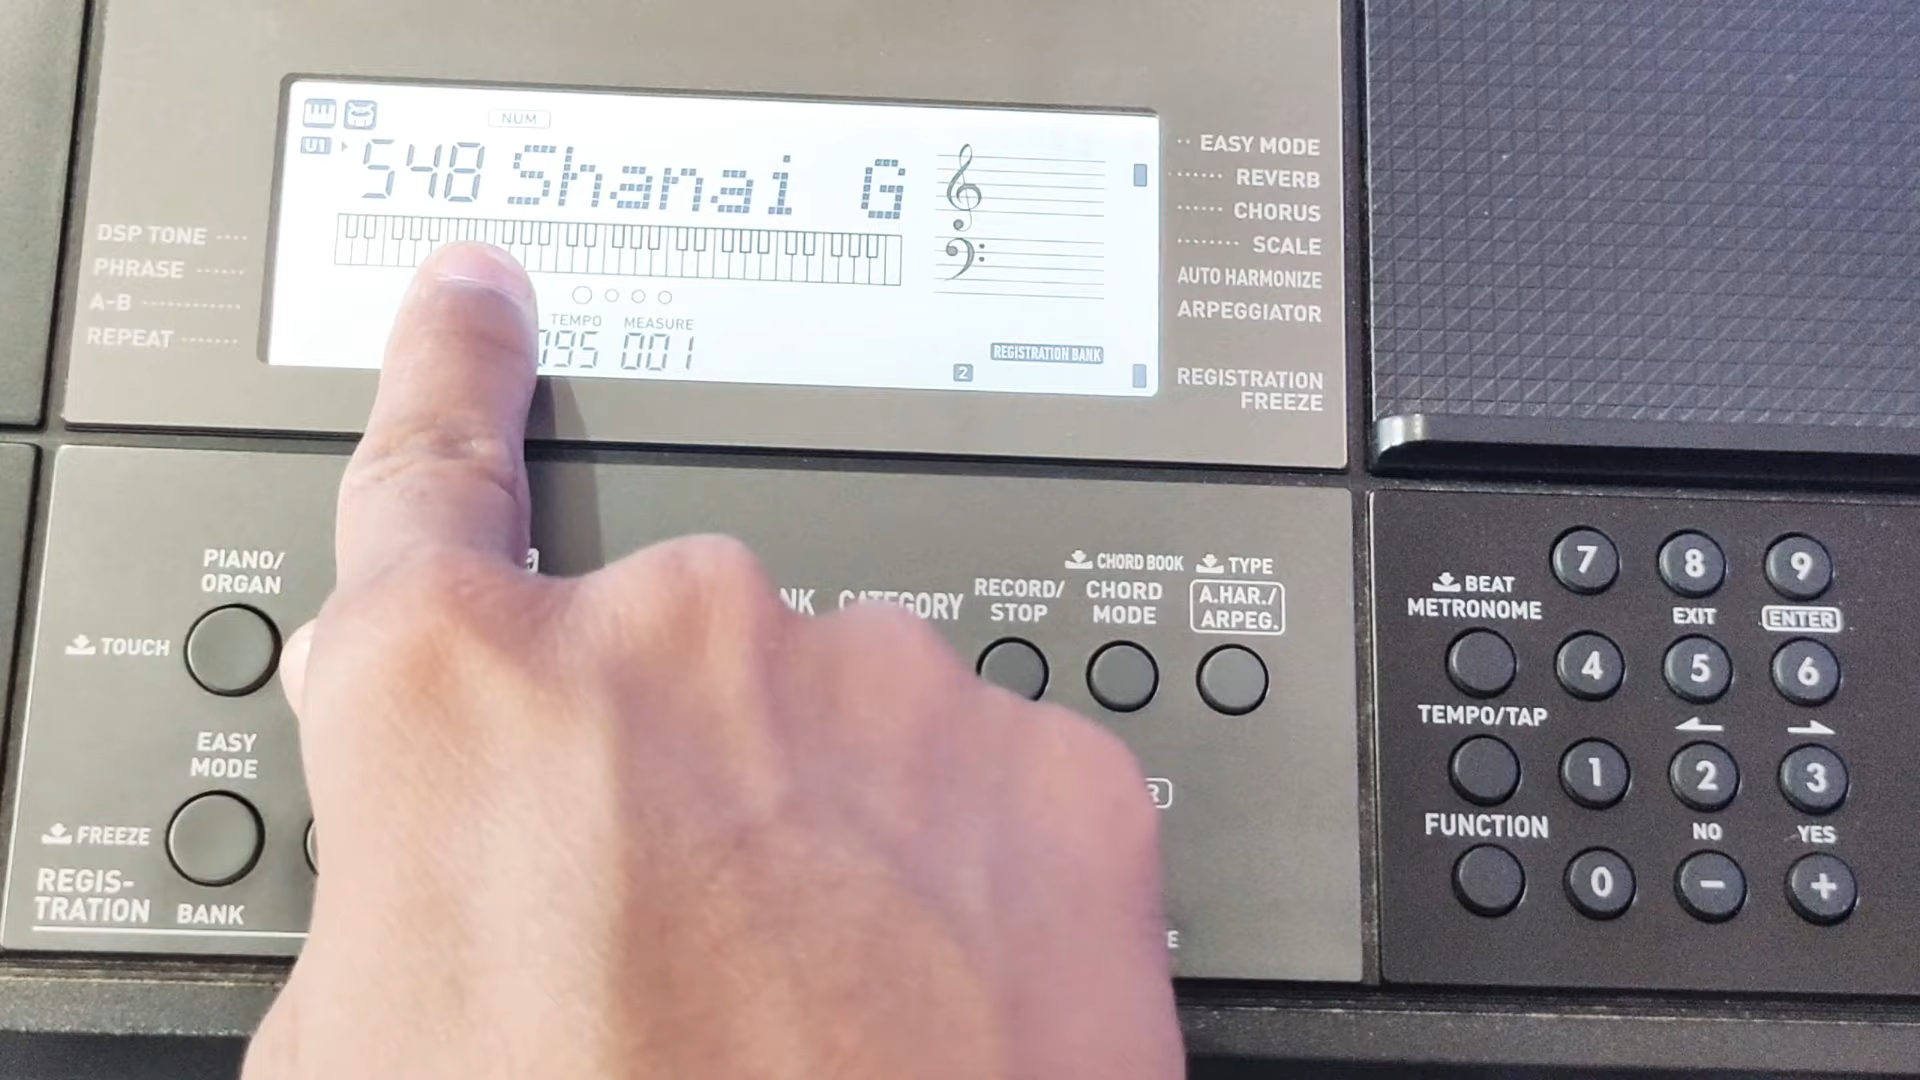 NUM
U1
548 Shanai G
TEMPO MEASURE
095 001
REGISTRATION BANK
2
DSP TONE
PHRASE
A-B
REPEAT
EASY MODE
REVERB
CHORUS
SCALE
AUTO HARMONIZE
ARPEGGIATOR
REGISTRATION
FREEZE
PIANO/
ORGAN
TOUCH
EASY
MODE
FREEZE
REGIS-
TRATION
BANK
CATEGORY
RECORD/
STOP
CHORD BOOK
CHORD
MODE
TYPE
A.HAR./
ARPEG.
BEAT
METRONOME
TEMPO/TAP
FUNCTION
7 8 9
EXIT ENTER
4 5 6
1 2 3
NO YES
0 - +